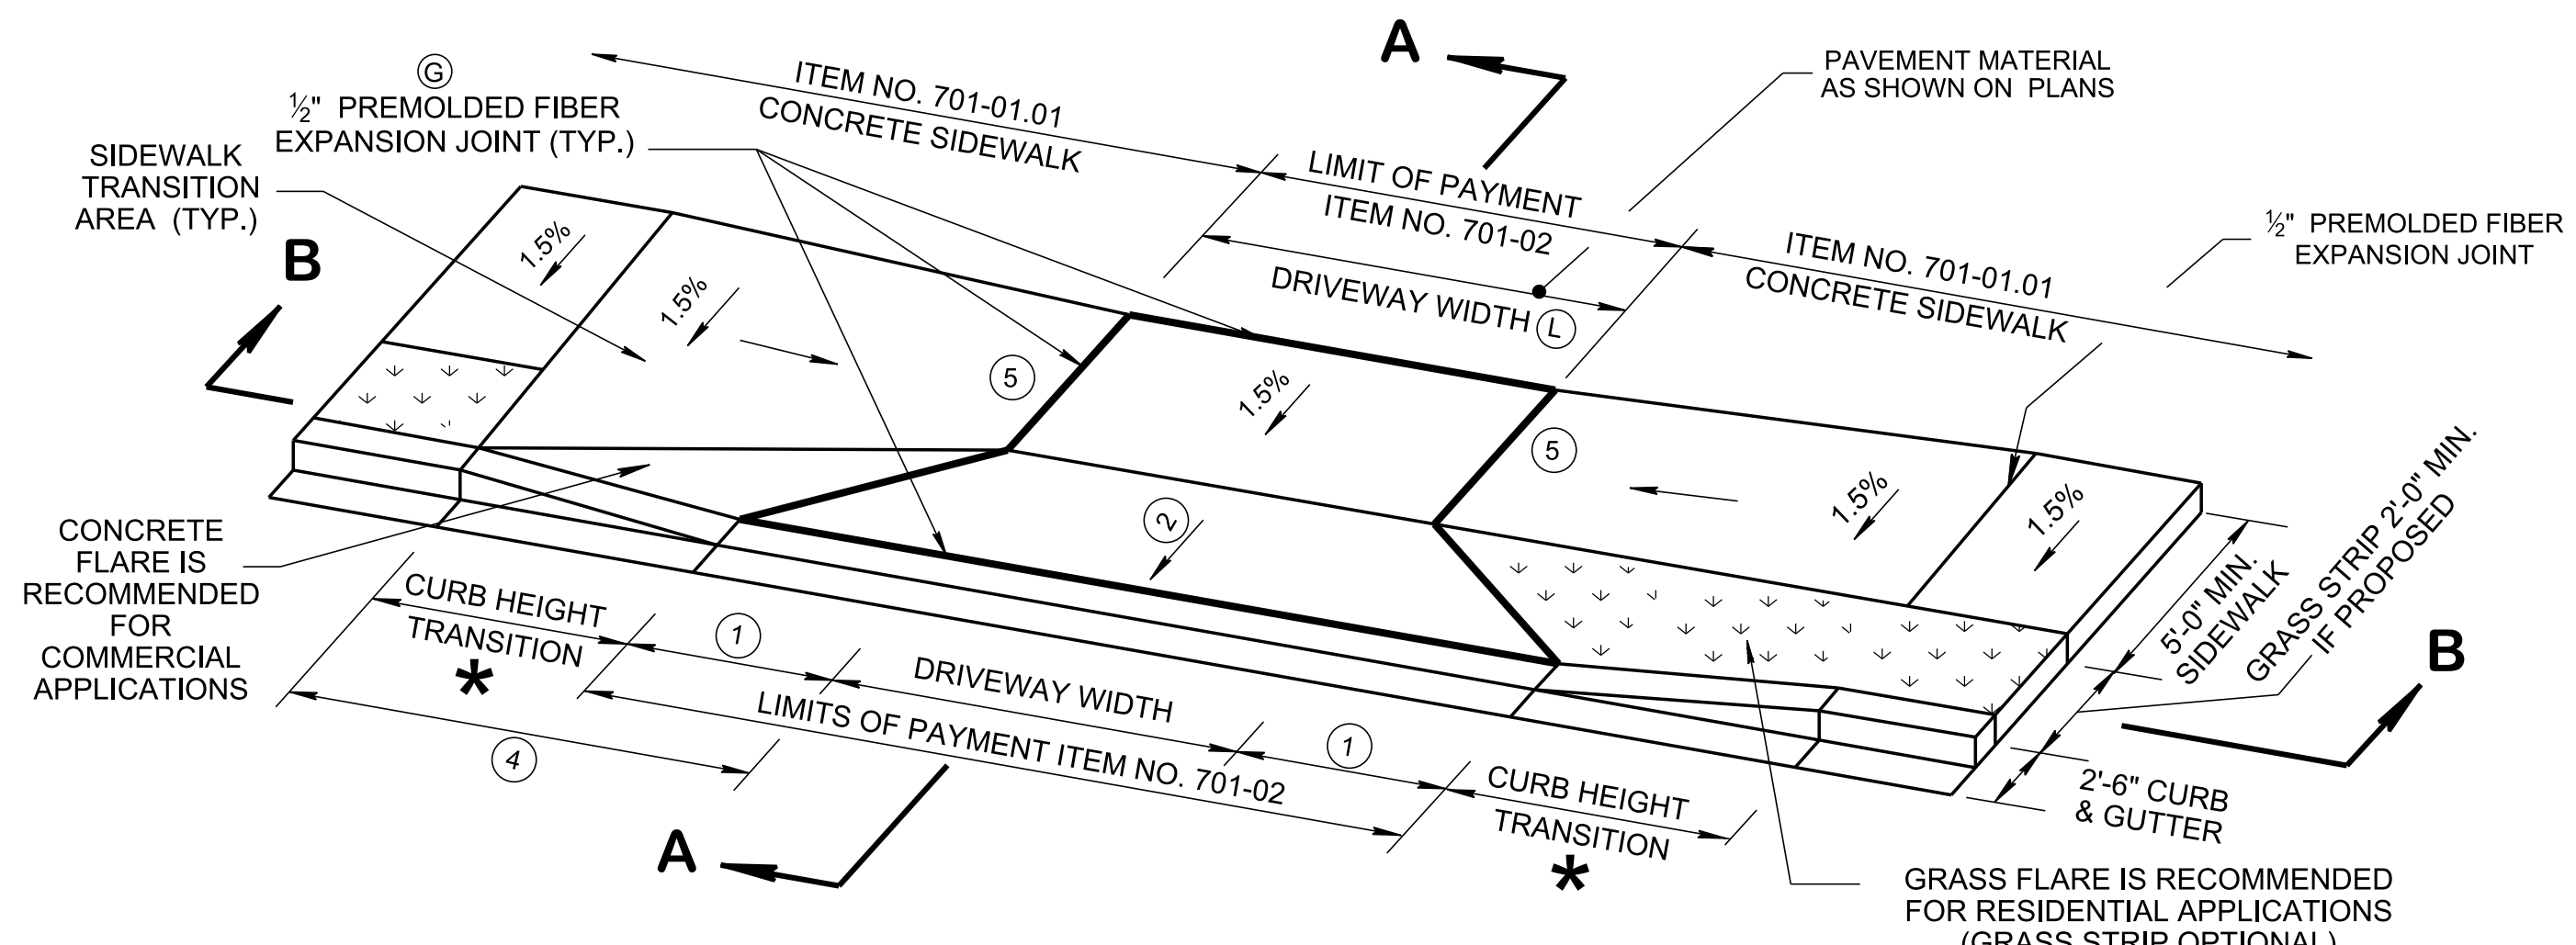 A
G
½" PREMOLDED FIBER
EXPANSION JOINT (TYP.)
ITEM NO. 701-01.01
CONCRETE SIDEWALK
PAVEMENT MATERIAL
AS SHOWN ON PLANS
SIDEWALK
TRANSITION
AREA (TYP.)
LIMIT OF PAYMENT
ITEM NO. 701-02
½" PREMOLDED FIBER
EXPANSION JOINT
B
1.5%
1.5%
DRIVEWAY WIDTH L
ITEM NO. 701-01.01
CONCRETE SIDEWALK
5
1.5%
5
1.5%
1.5%
2
CONCRETE
FLARE IS
RECOMMENDED
FOR
COMMERCIAL
APPLICATIONS
5'-0" MIN.
SIDEWALK
GRASS STRIP 2'-0" MIN.
IF PROPOSED
B
CURB HEIGHT
TRANSITION
*
1
DRIVEWAY WIDTH
1
4
LIMITS OF PAYMENT ITEM NO. 701-02
CURB HEIGHT
TRANSITION
*
2'-6" CURB
& GUTTER
A
GRASS FLARE IS RECOMMENDED
FOR RESIDENTIAL APPLICATIONS
(GRASS STRIP OPTIONAL)